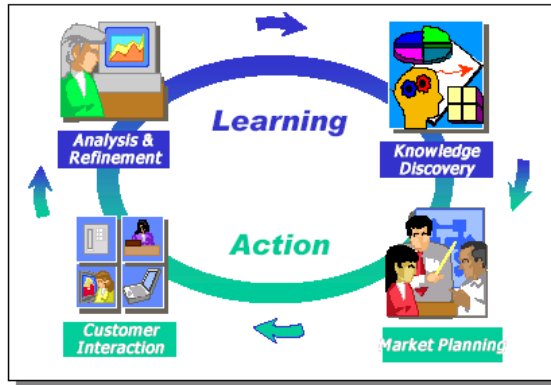 Learning
Analysis &
Refinement
Knowledge
Discovery
Action
Customer
Interaction
Market Planning